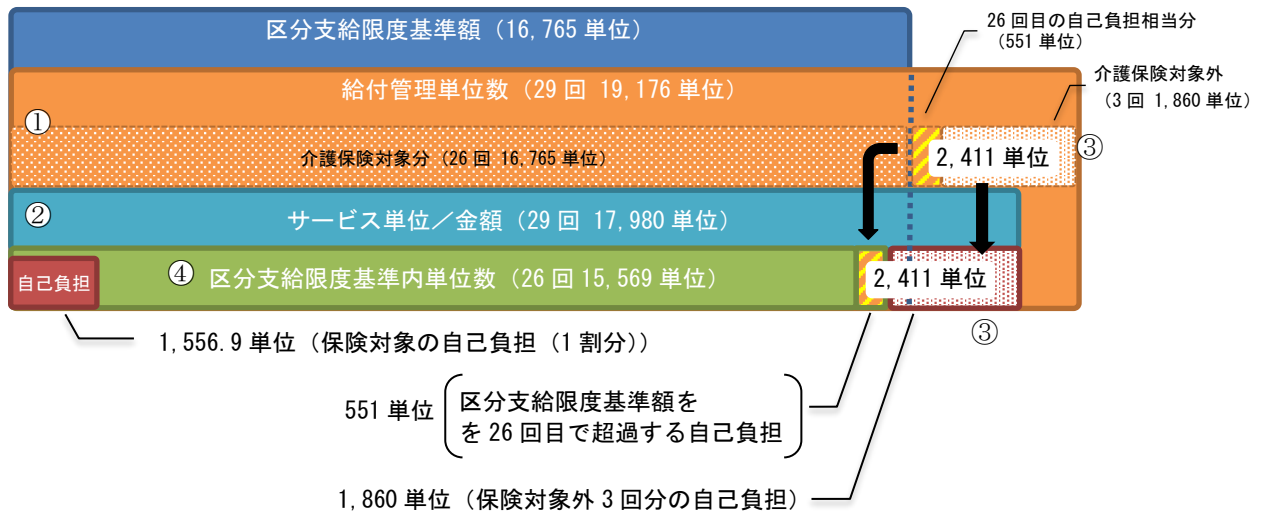 区分支給限度基準額（16,765 単位）
26 回目の自己負担相当分
（551 単位）
給付管理単位数（29 回 19,176 単位）
介護保険対象外
（3 回 1,860 単位）
①
介護保険対象分（26 回 16,765 単位）
2,411 単位
③
②
サービス単位／金額（29 回 17,980 単位）
自己負担
④
区分支給限度基準内単位数（26 回 15,569 単位）
2,411 単位
③
1,556.9 単位（保険対象の自己負担（1 割分））
551 単位
区分支給限度基準額を
を 26 回目で超過する自己負担
1,860 単位（保険対象外 3 回分の自己負担）